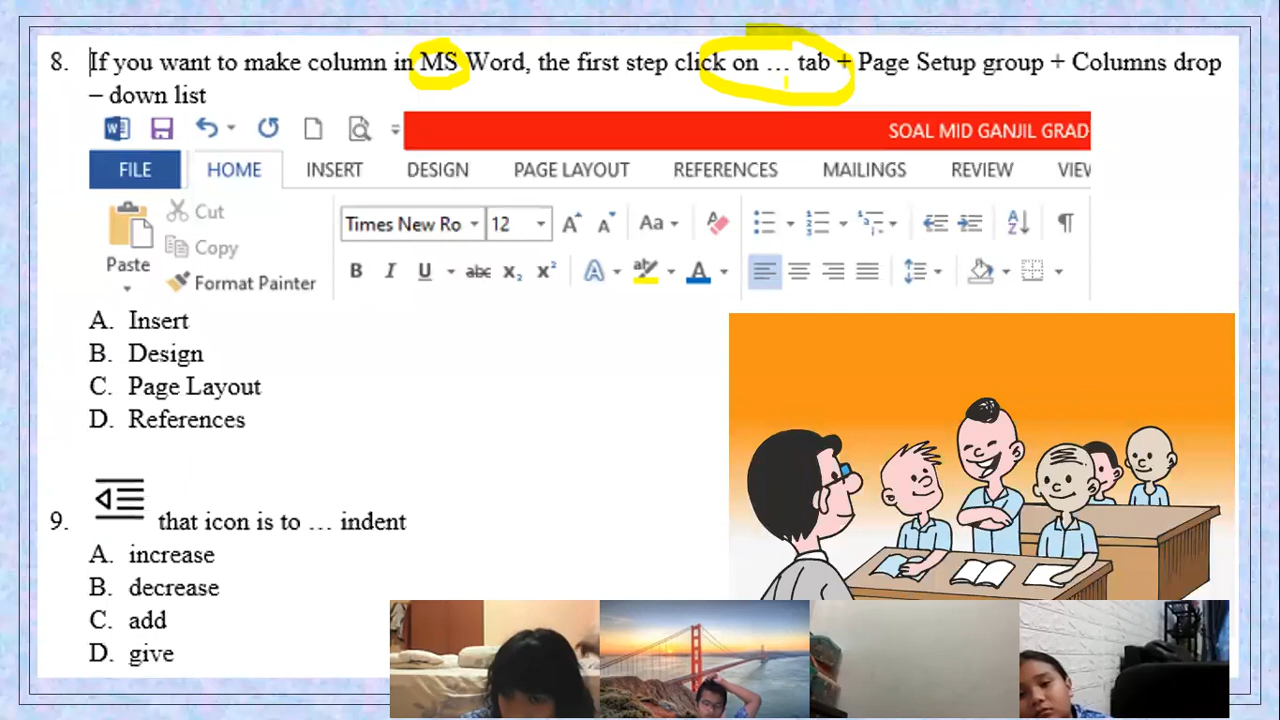 8. If you want to make column in MS Word, the first step click on … tab + Page Setup group + Columns drop
– down list
SOAL MID GANJIL GRAD
FILE HOME INSERT DESIGN PAGE LAYOUT REFERENCES MAILINGS REVIEW VIEW
Cut
Times New Ro 12 Aa
Copy
Paste
Format Painter
B I U abc X₂ X² A ab A
A. Insert
B. Design
C. Page Layout
D. References
9. that icon is to … indent
A. increase
B. decrease
C. add
D. give